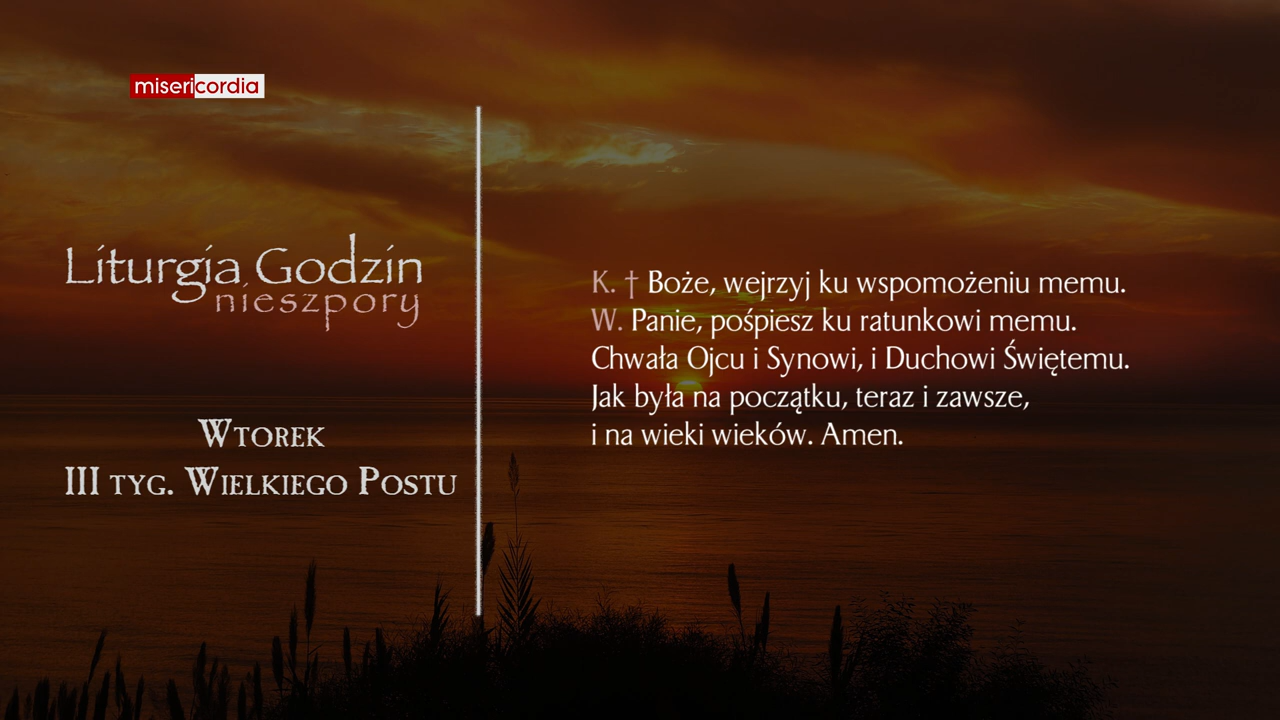 misericordia
Liturgia Godzin
nieszpory
Wtorek
III tyg. Wielkiego Postu
K. † Boże, wejrzyj ku wspomożeniu memu.
W. Panie, pośpiesz ku ratunkowi memu.
Chwała Ojcu i Synowi, i Duchowi Świętemu.
Jak była na początku, teraz i zawsze,
i na wieki wieków. Amen.